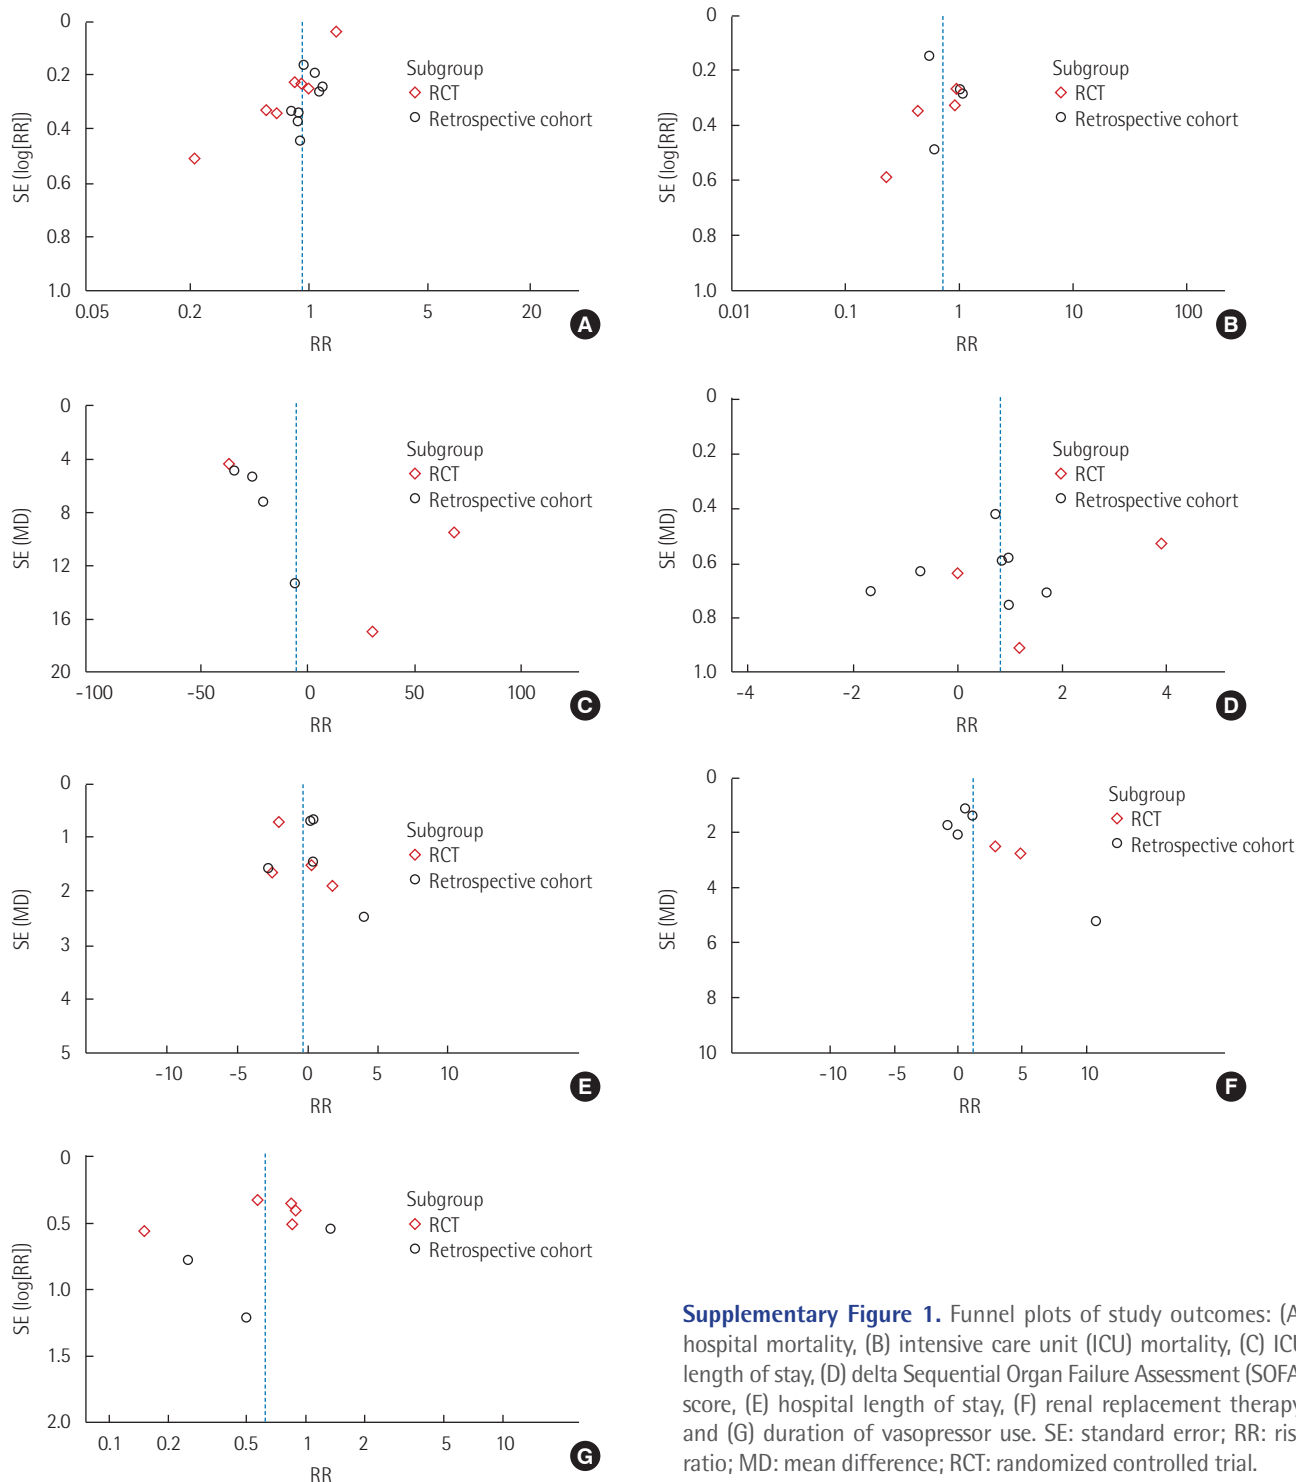 0
0.2
0.4
0.6
0.8
1.0
SE (log[RR])
0.05
0.2
1
5
20
RR
Subgroup
RCT
Retrospective cohort
A
0
0.2
0.4
0.6
0.8
1.0
SE (log[RR])
0.01
0.1
1
10
100
RR
Subgroup
RCT
Retrospective cohort
B
0
4
8
12
16
20
SE (MD)
-100
-50
0
50
100
RR
Subgroup
RCT
Retrospective cohort
C
0
0.2
0.4
0.6
0.8
1.0
SE (MD)
-4
-2
0
2
4
RR
Subgroup
RCT
Retrospective cohort
D
0
1
2
3
4
5
SE (MD)
-10
-5
0
5
10
RR
Subgroup
RCT
Retrospective cohort
E
0
2
4
6
8
10
SE (MD)
-10
-5
0
5
10
RR
Subgroup
RCT
Retrospective cohort
F
0
0.5
1.0
1.5
2.0
SE (log[RR])
0.1
0.2
0.5
1
2
5
10
RR
Subgroup
RCT
Retrospective cohort
G
Supplementary Figure 1. Funnel plots of study outcomes: (A
hospital mortality, (B) intensive care unit (ICU) mortality, (C) ICU
length of stay, (D) delta Sequential Organ Failure Assessment (SOFA
score, (E) hospital length of stay, (F) renal replacement therapy
and (G) duration of vasopressor use. SE: standard error; RR: ris
ratio; MD: mean difference; RCT: randomized controlled trial.